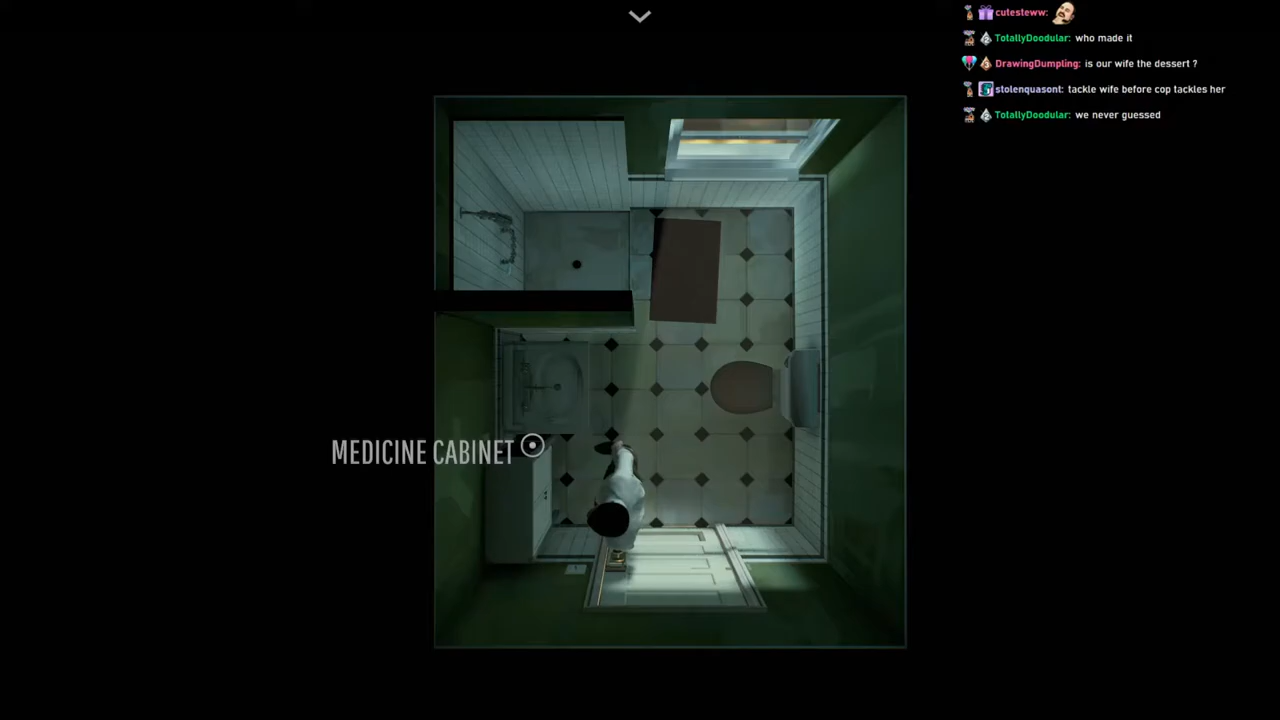 cutesteww:
TotallyDoodular: who made it
DrawingDumpling: is our wife the dessert ?
stolenquasont: tackle wife before cop tackles her
TotallyDoodular: we never guessed
MEDICINE CABINET